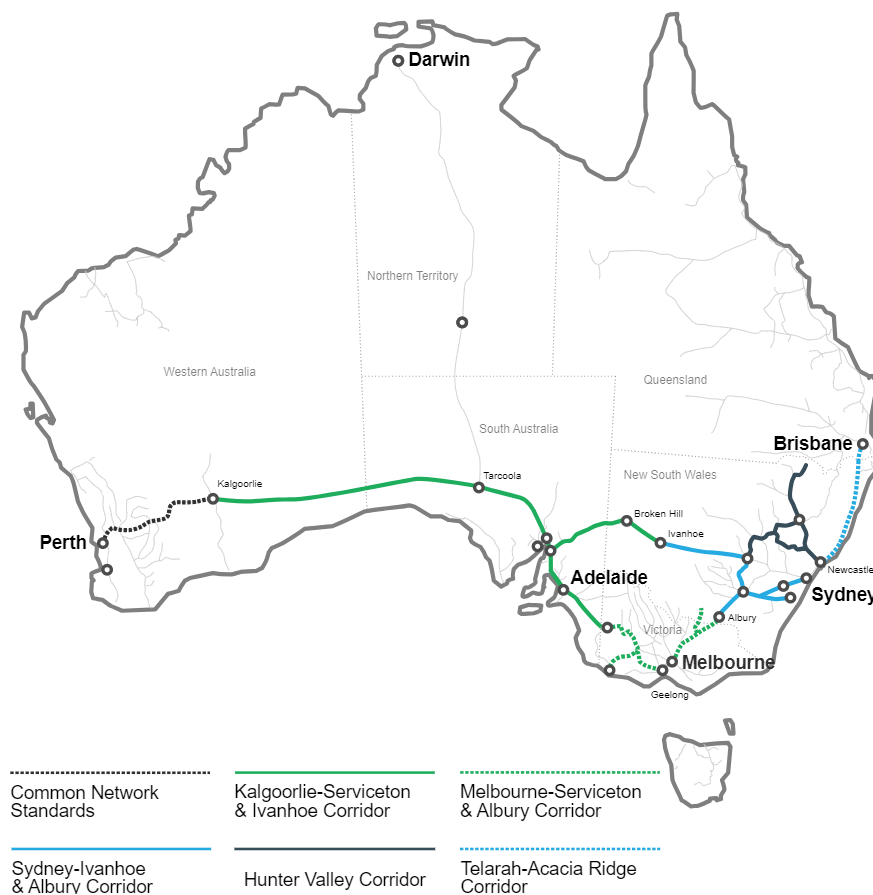 Darwin
Northern Territory
Western Australia
Queensland
South Australia
Brisbane
New South Wales
Kalgoorlie
Tarcoola
Broken Hill
Ivanhoe
Perth
Newcastle
Adelaide
Sydney
Albury
Victoria
Melbourne
Geelong
Common Network
Standards
Kalgoorlie-Serviceton
& Ivanhoe Corridor
Melbourne-Serviceton
& Albury Corridor
Sydney-Ivanhoe
& Albury Corridor
Hunter Valley Corridor
Telarah-Acacia Ridge
Corridor